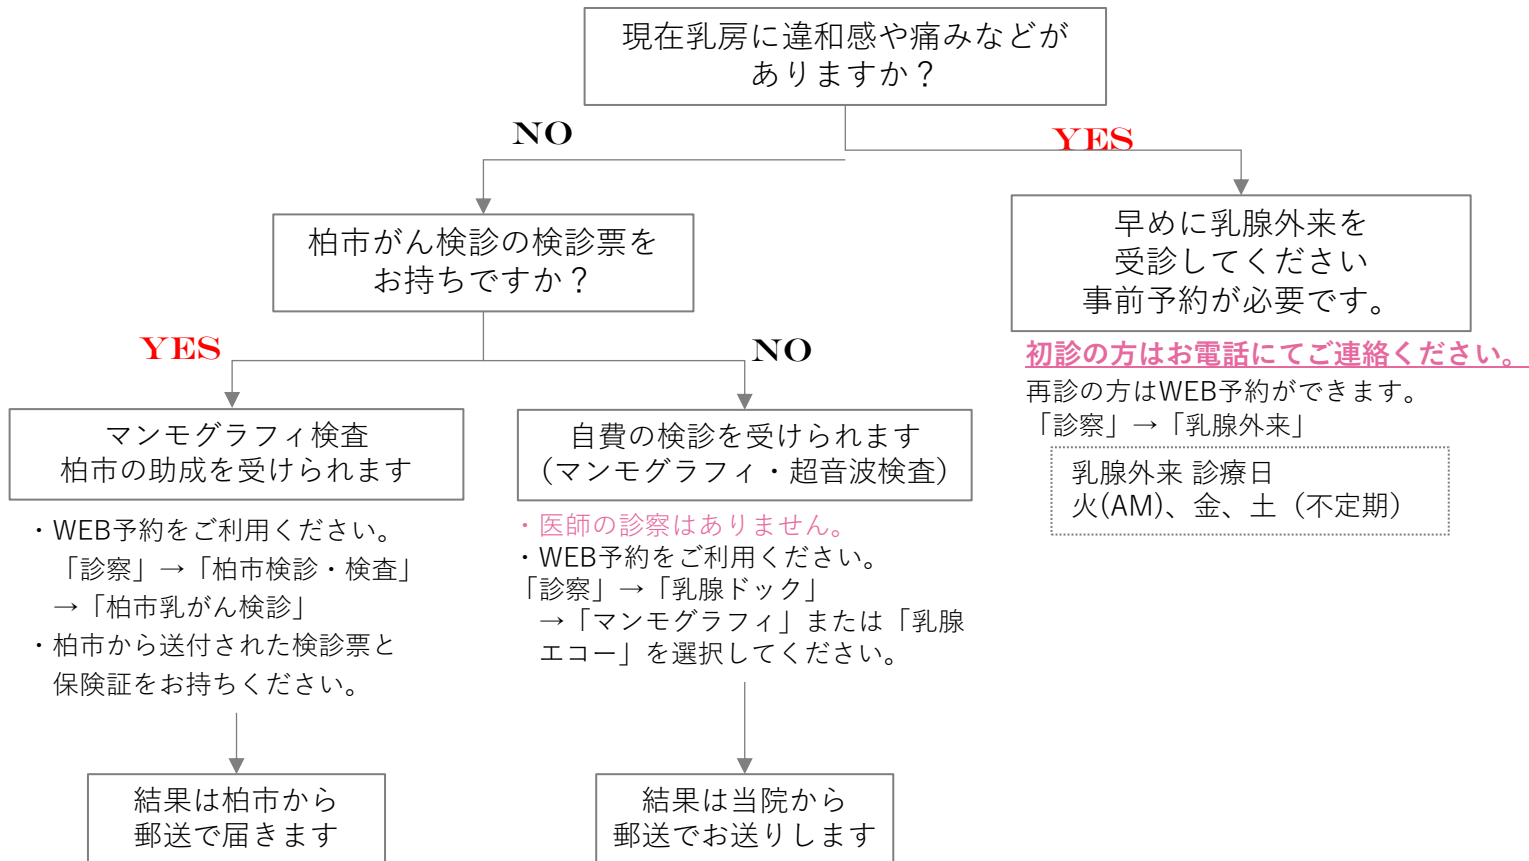 現在乳房に違和感や痛みなどが
ありますか？
NO
YES
柏市がん検診の検診票を
お持ちですか？
早めに乳腺外来を
受診してください
事前予約が必要です。
初診の方はお電話にてご連絡ください。
再診の方はWEB予約ができます。
「診察」→「乳腺外来」
乳腺外来 診療日
火(AM)、金、土（不定期）
YES
NO
マンモグラフィ検査
柏市の助成を受けられます
・WEB予約をご利用ください。
「診察」→「柏市検診・検査」
→「柏市乳がん検診」
・柏市から送付された検診票と
保険証をお持ちください。
結果は柏市から
郵送で届きます
自費の検診を受けられます
（マンモグラフィ・超音波検査）
・医師の診察はありません。
・WEB予約をご利用ください。
「診察」→「乳腺ドック」
→「マンモグラフィ」または「乳腺
エコー」を選択してください。
結果は当院から
郵送でお送りします